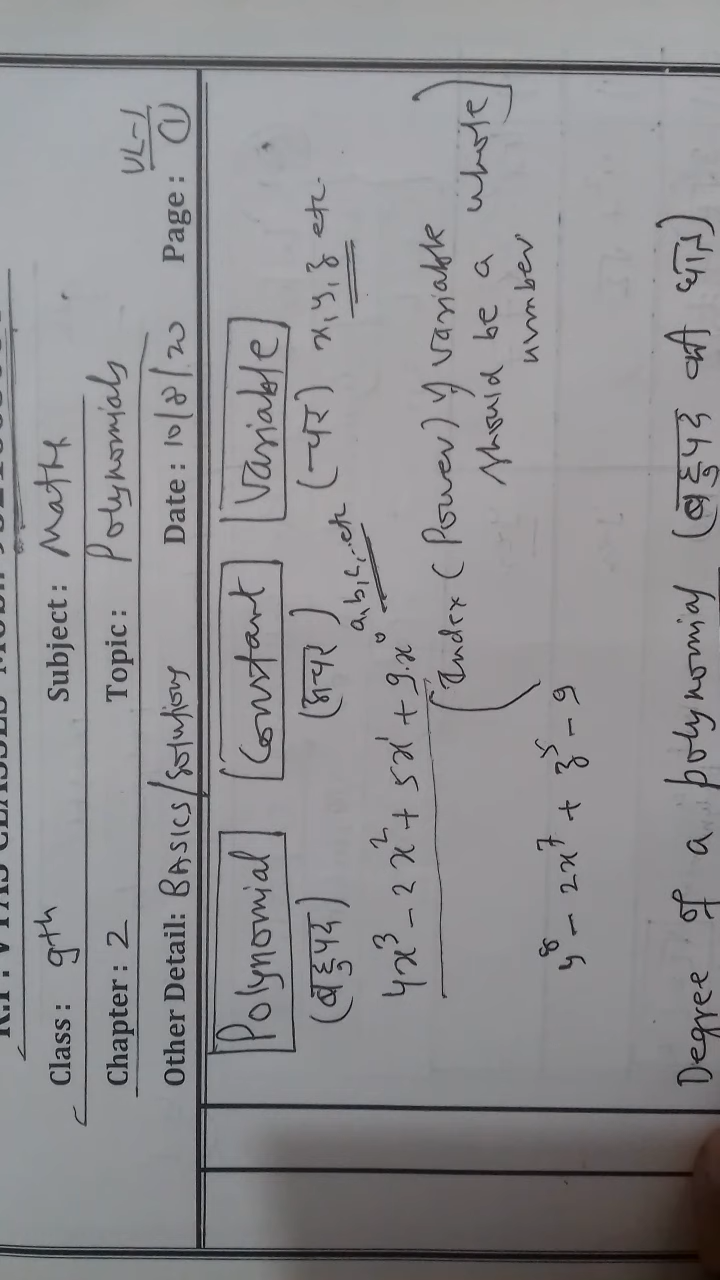 Class: 9th Subject: Maths
Chapter: 2 Topic: Polynomials
Other Detail: BASICS/Solutions Date: 10/8/20 Page: ①
VL-1
Polynomial Constant Variable
(बहुपद) (अचर) (चर) x, y, z etc.
a, b, c, ... etc
4x³ - 2x² + 5x¹ + 9.x⁰
[Index (Power) of variable
should be a whole
number]
y⁸ - 2x⁷ + z⁵ - 9
Degree of a polynomial (बहुपद की घात)